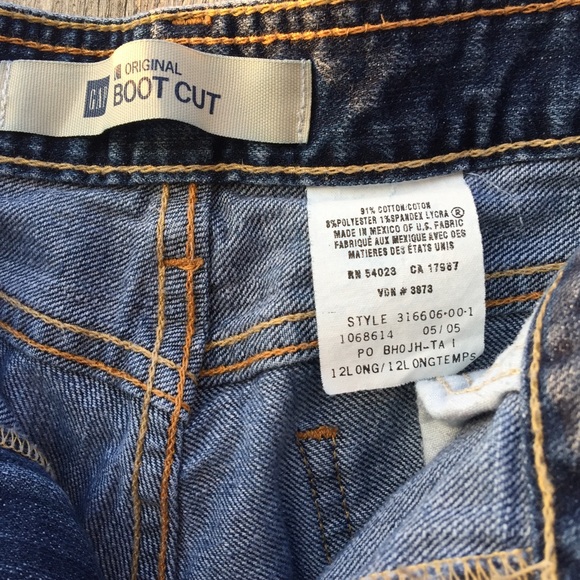 GAP
ORIGINAL
BOOT CUT
91% COTTON/COTON
8%POLYESTER 1%SPANDEX LYCRA®
MADE IN MEXICO OF U.S. FABRIC
FABRIQUÉ AUX MEXIQUE AVEC DES
MATIERES DES ÉTATS UNIS
RN 54023 CA 17987
VDN # 3973
STYLE 316606-00-1
1068614 05/05
PO BHOJH-TA I
12LONG/12LONGTEMPS